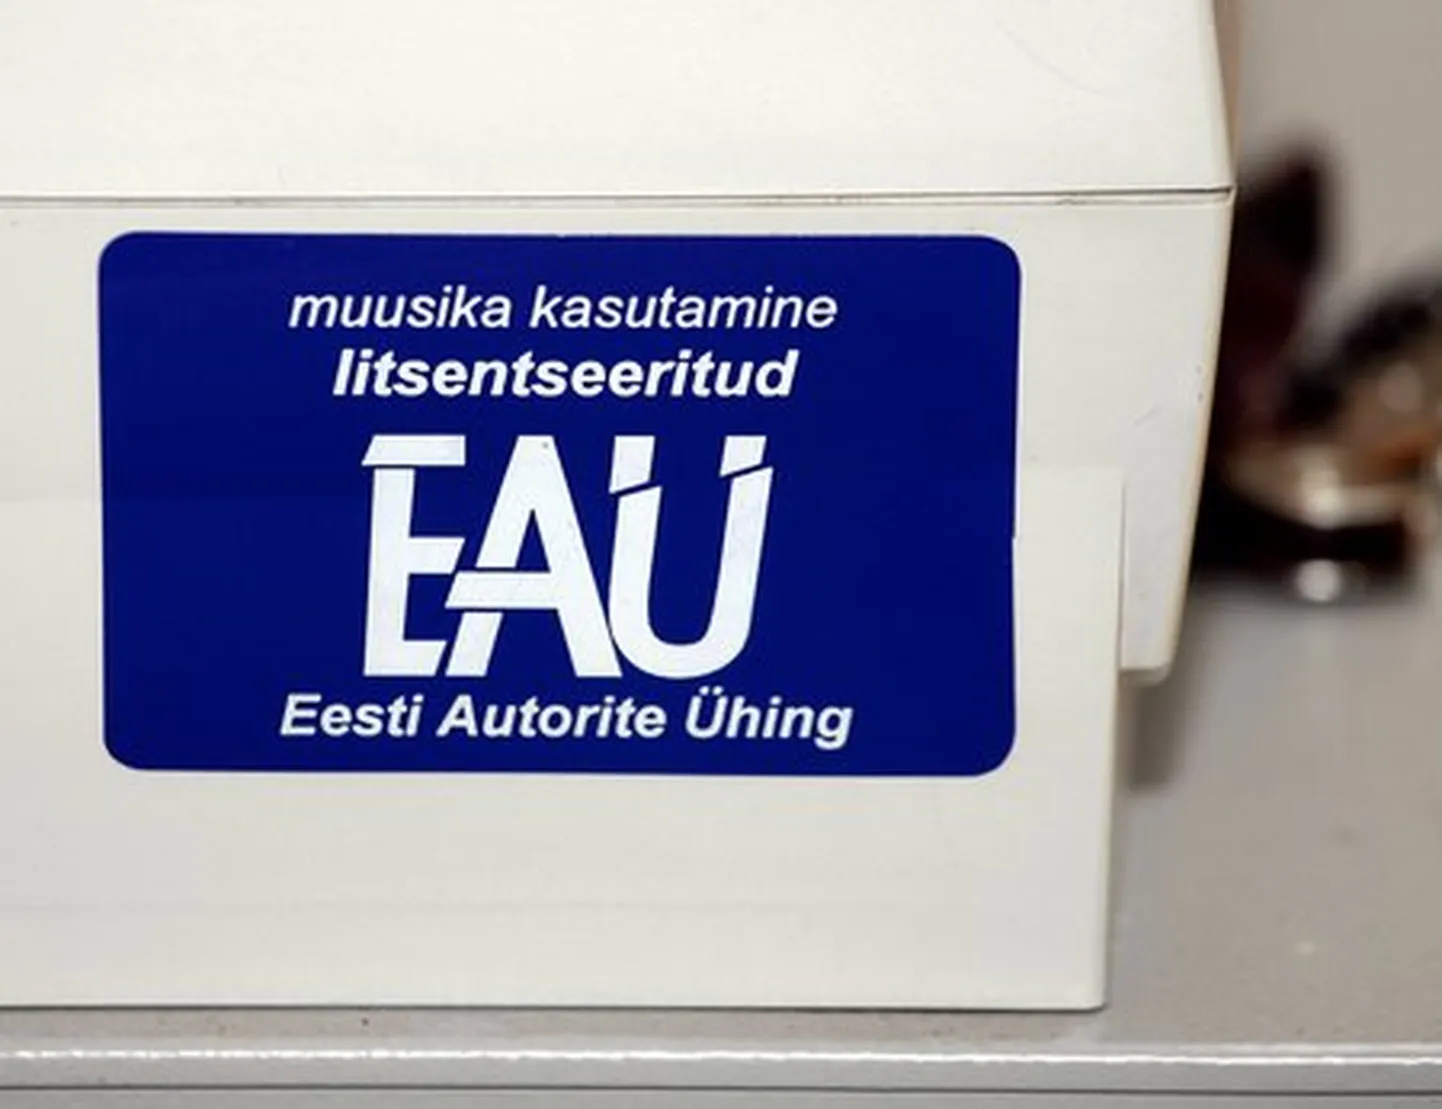 muusika kasutamine
litsentseeritud
EAÜ
Eesti Autorite Ühing